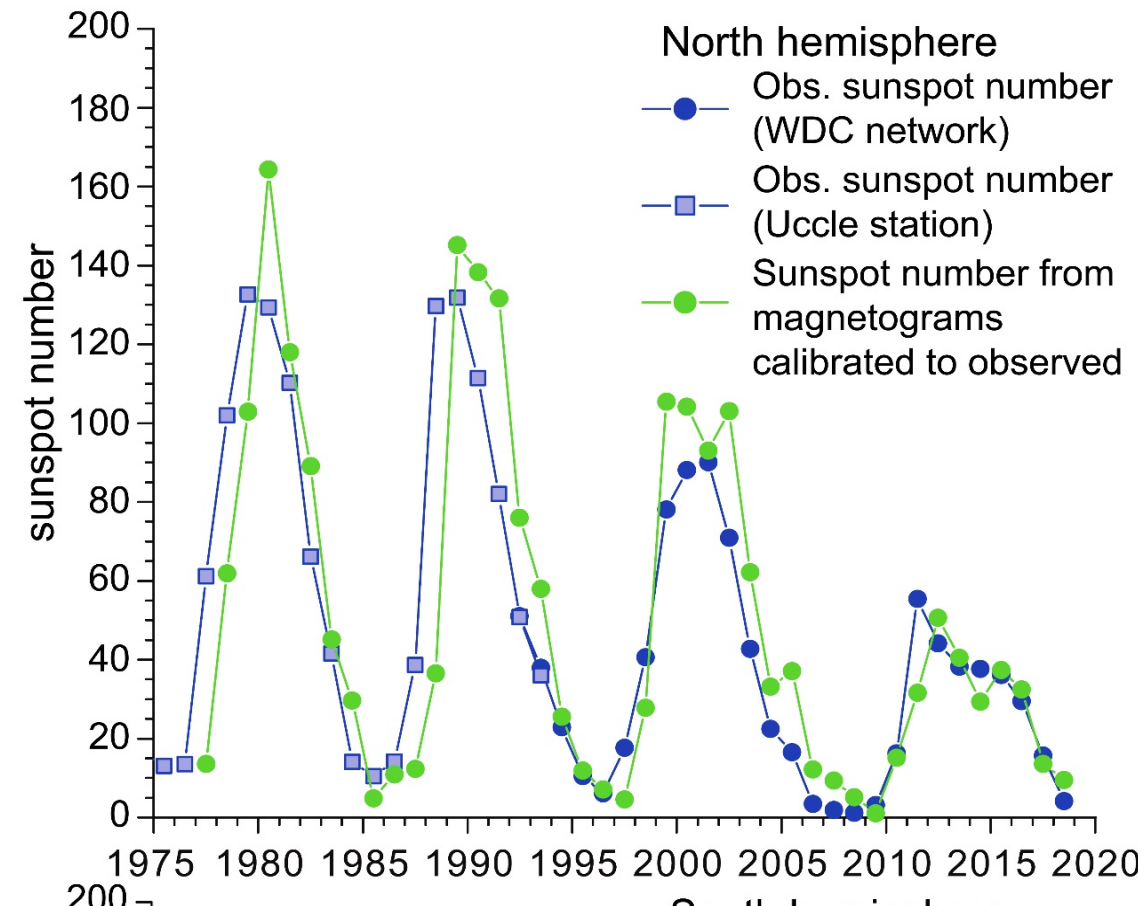 200
North hemisphere
Obs. sunspot number
(WDC network)
180
Obs. sunspot number
(Uccle station)
160
Sunspot number from
magnetograms
calibrated to observed
140
120
100
80
60
40
20
0
sunspot number
1975 1980 1985 1990 1995 2000 2005 2010 2015 2020
200